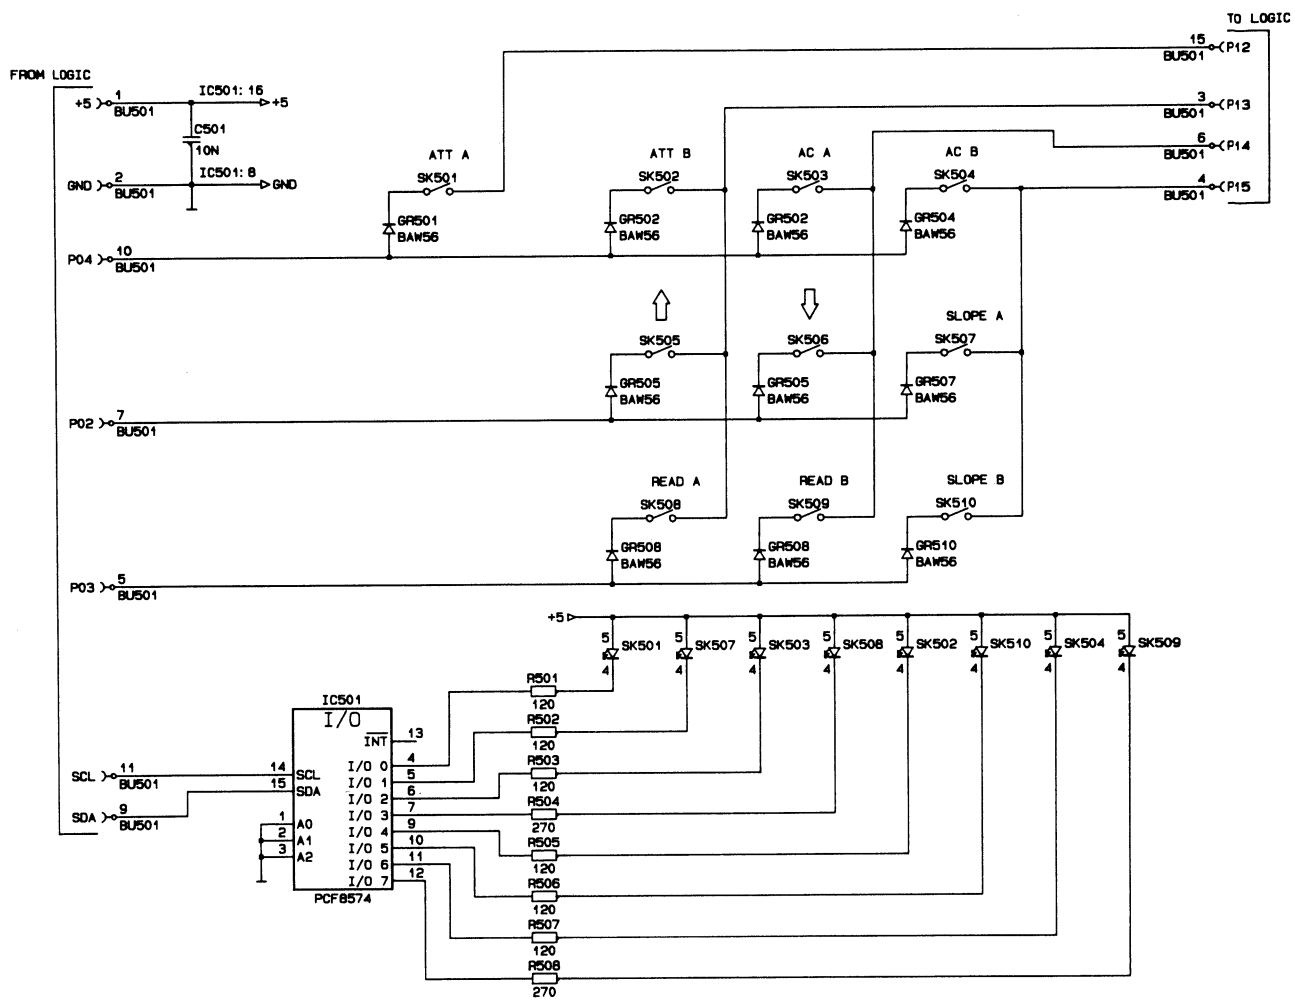 TO LOGIC
15
BU501
P12
FROM LOGIC
+5
1
BU501
IC501: 16
+5
3
BU501
P13
C501
10N
6
BU501
P14
ATT A
ATT B
AC A
AC B
GND
2
BU501
IC501: 8
GND
SK501
SK502
SK503
SK504
4
BU501
P15
GR501
BAW56
GR502
BAW56
GR502
BAW56
GR504
BAW56
P04
10
BU501
SLOPE A
SK505
SK506
SK507
GR505
BAW56
GR505
BAW56
GR507
BAW56
P02
7
BU501
READ A
READ B
SLOPE B
SK508
SK509
SK510
GR508
BAW56
GR508
BAW56
GR510
BAW56
P03
5
BU501
+5
5
SK501
4
5
SK507
4
5
SK503
4
5
SK508
4
5
SK502
4
5
SK510
4
5
SK504
4
5
SK509
4
R501
120
R502
120
R503
120
R504
270
R505
120
R506
120
R507
120
R508
270
IC501
I/O
INT
13
I/O 0
4
I/O 1
5
I/O 2
6
I/O 3
7
I/O 4
9
I/O 5
10
I/O 6
11
I/O 7
12
SCL
11
BU501
14
SCL
SDA
9
BU501
15
SDA
1
A0
2
A1
3
A2
PCF8574